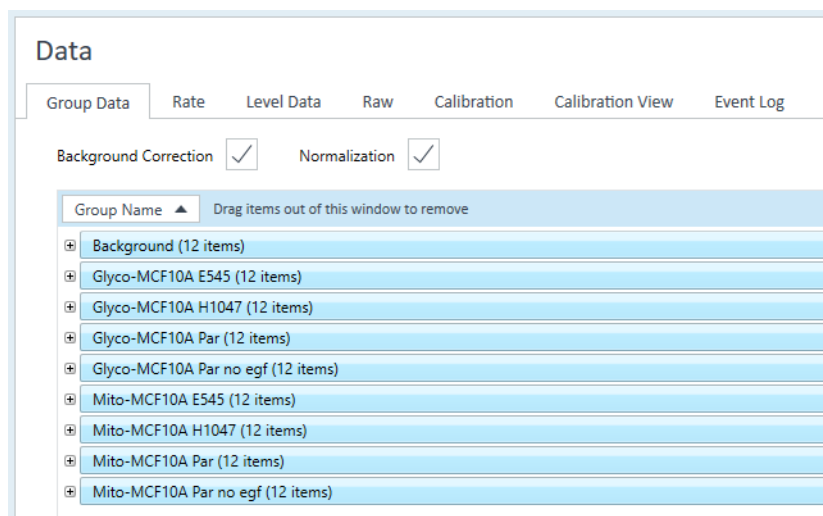 Data
Group Data Rate Level Data Raw Calibration Calibration View Event Log
Background Correction Normalization
Group Name Drag items out of this window to remove
Background (12 items)
Glyco-MCF10A E545 (12 items)
Glyco-MCF10A H1047 (12 items)
Glyco-MCF10A Par (12 items)
Glyco-MCF10A Par no egf (12 items)
Mito-MCF10A E545 (12 items)
Mito-MCF10A H1047 (12 items)
Mito-MCF10A Par (12 items)
Mito-MCF10A Par no egf (12 items)